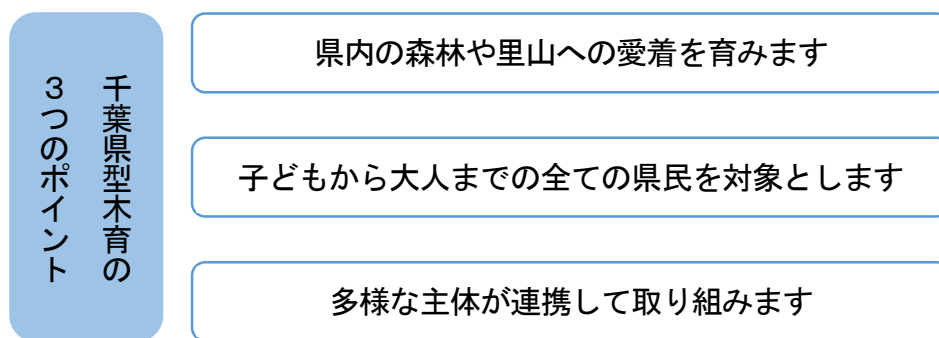 千葉県型木育の
３つのポイント
県内の森林や里山への愛着を育みます
子どもから大人までの全ての県民を対象とします
多様な主体が連携して取り組みます